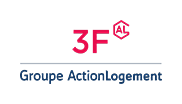 3F AL
Groupe ActionLogement